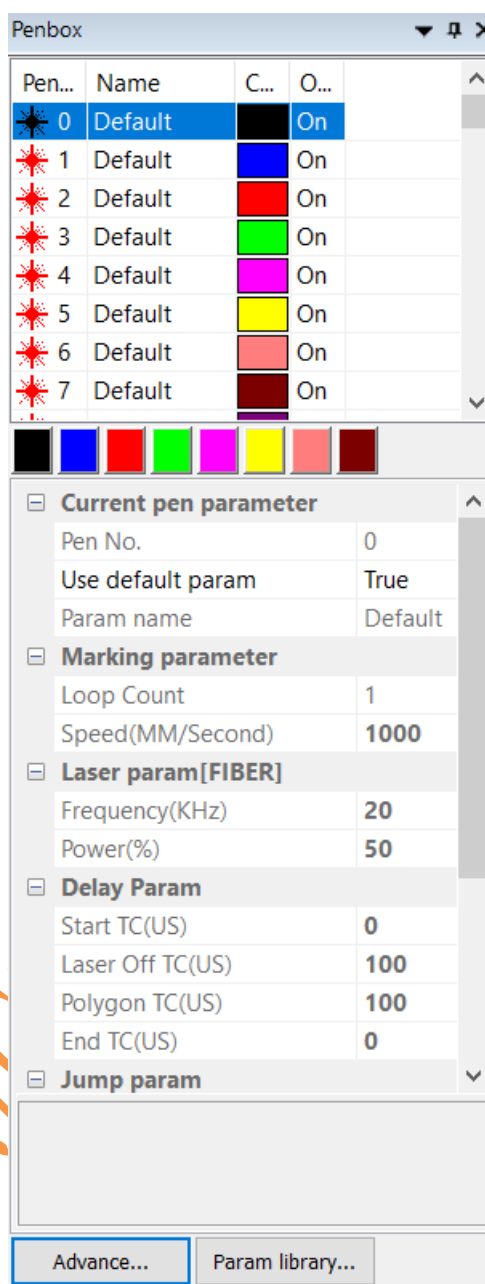 Penbox
Pen... Name C... O...
0 Default On
1 Default On
2 Default On
3 Default On
4 Default On
5 Default On
6 Default On
7 Default On
Current pen parameter
Pen No. 0
Use default param True
Param name Default
Marking parameter
Loop Count 1
Speed(MM/Second) 1000
Laser param[FIBER]
Frequency(KHz) 20
Power(%) 50
Delay Param
Start TC(US) 0
Laser Off TC(US) 100
Polygon TC(US) 100
End TC(US) 0
Jump param
Advance... Param library...